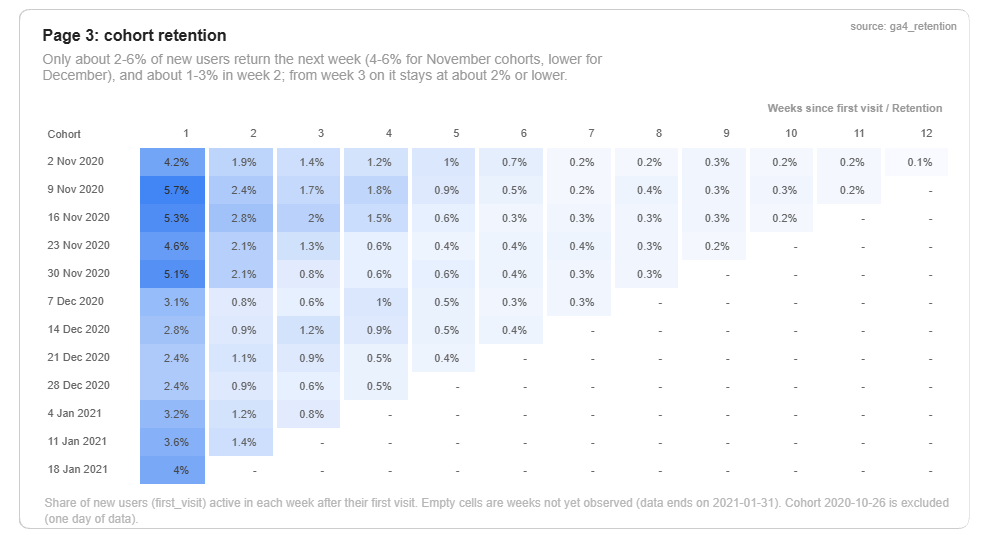 Page 3: cohort retention
source: ga4_retention
Only about 2-6% of new users return the next week (4-6% for November cohorts, lower for
December), and about 1-3% in week 2; from week 3 on it stays at about 2% or lower.
Weeks since first visit / Retention
Cohort 1 2 3 4 5 6 7 8 9 10 11 12
2 Nov 2020 4.2% 1.9% 1.4% 1.2% 1% 0.7% 0.2% 0.2% 0.3% 0.2% 0.2% 0.1%
9 Nov 2020 5.7% 2.4% 1.7% 1.8% 0.9% 0.5% 0.2% 0.4% 0.3% 0.3% 0.2% -
16 Nov 2020 5.3% 2.8% 2% 1.5% 0.6% 0.3% 0.3% 0.3% 0.3% 0.2% - -
23 Nov 2020 4.6% 2.1% 1.3% 0.6% 0.4% 0.4% 0.4% 0.3% 0.2% - - -
30 Nov 2020 5.1% 2.1% 0.8% 0.6% 0.6% 0.4% 0.3% 0.3% - - - -
7 Dec 2020 3.1% 0.8% 0.6% 1% 0.5% 0.3% 0.3% - - - - -
14 Dec 2020 2.8% 0.9% 1.2% 0.9% 0.5% 0.4% - - - - - -
21 Dec 2020 2.4% 1.1% 0.9% 0.5% 0.4% - - - - - - -
28 Dec 2020 2.4% 0.9% 0.6% 0.5% - - - - - - - -
4 Jan 2021 3.2% 1.2% 0.8% - - - - - - - - -
11 Jan 2021 3.6% 1.4% - - - - - - - - - -
18 Jan 2021 4% - - - - - - - - - - -
Share of new users (first_visit) active in each week after their first visit. Empty cells are weeks not yet observed (data ends on 2021-01-31). Cohort 2020-10-26 is excluded
(one day of data).